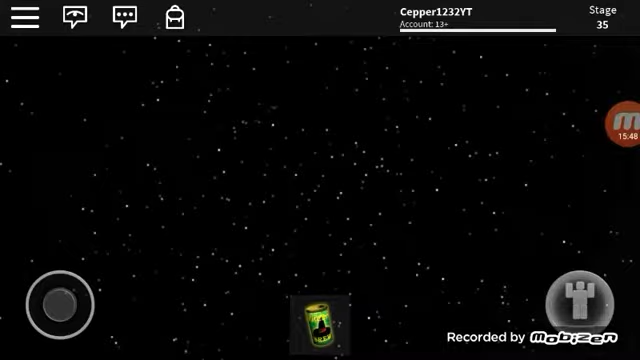 Cepper1232YT
Account: 13+
Stage
35
15:48
Recorded by Mobizen